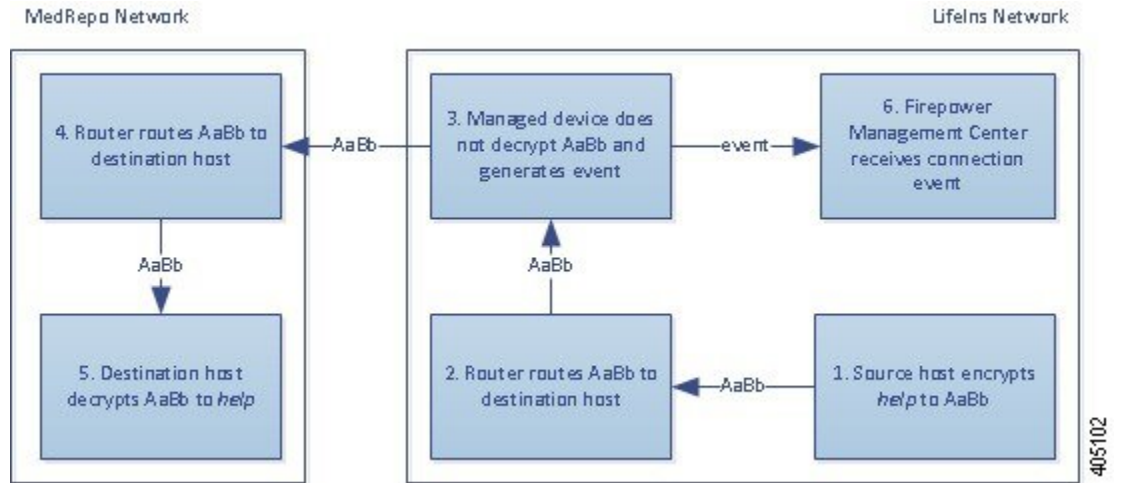 MedRepo Network
LifeIns Network
4. Router routes AaBb to
destination host
AaBb
3. Managed device does
not decrypt AaBb and
generates event
event
6. Firepower
Management Center
receives connection
event
AaBb
AaBb
5. Destination host
decrypts AaBb to help
2. Router routes AaBb to
destination host
AaBb
1. Source host encrypts
help to AaBb
405102